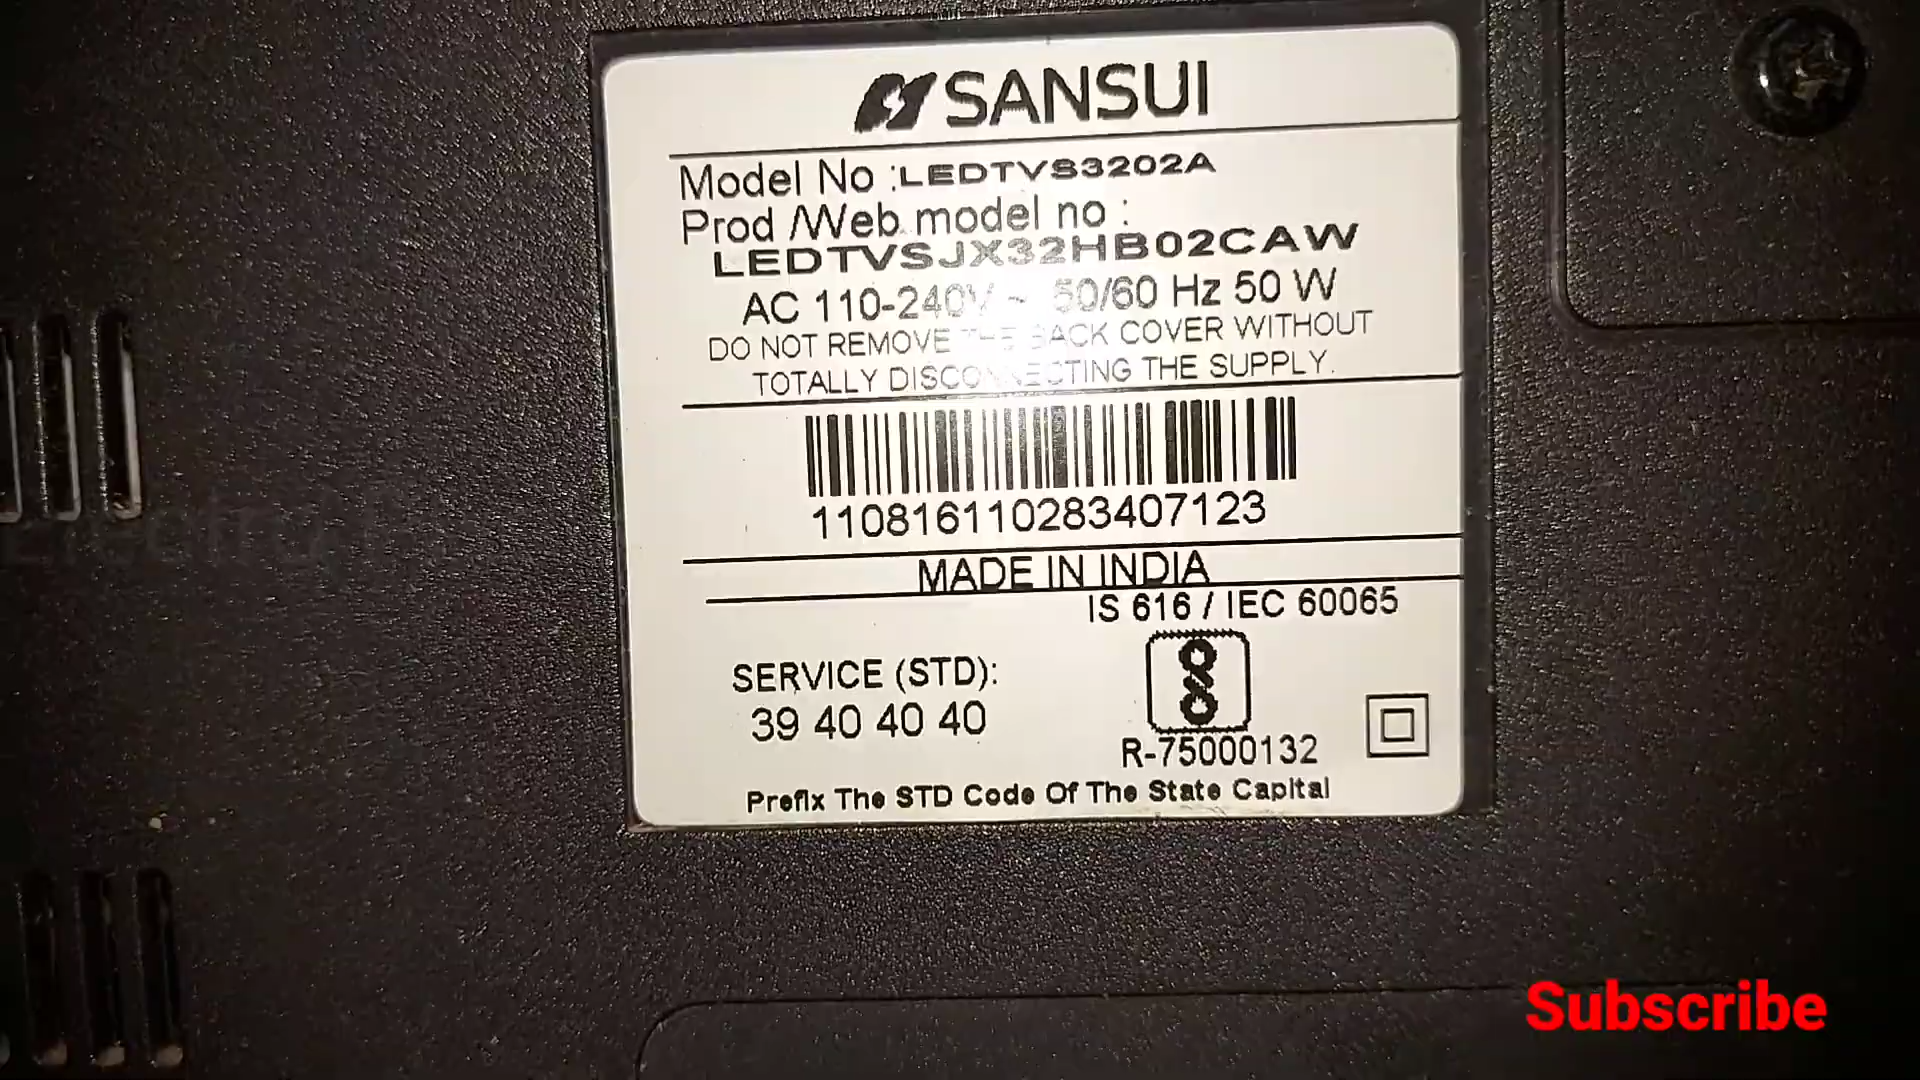 SANSUI
Model No :LEDTVS3202A
Prod /Web model no :
LEDTVSJX32HB02CAW
AC 110-240V ~ 50/60 Hz 50 W
DO NOT REMOVE THE BACK COVER WITHOUT
TOTALLY DISCONNECTING THE SUPPLY.
110816110283407123
MADE IN INDIA
IS 616 / IEC 60065
SERVICE (STD):
39 40 40 40
R-75000132
Prefix The STD Code Of The State Capital
Subscribe